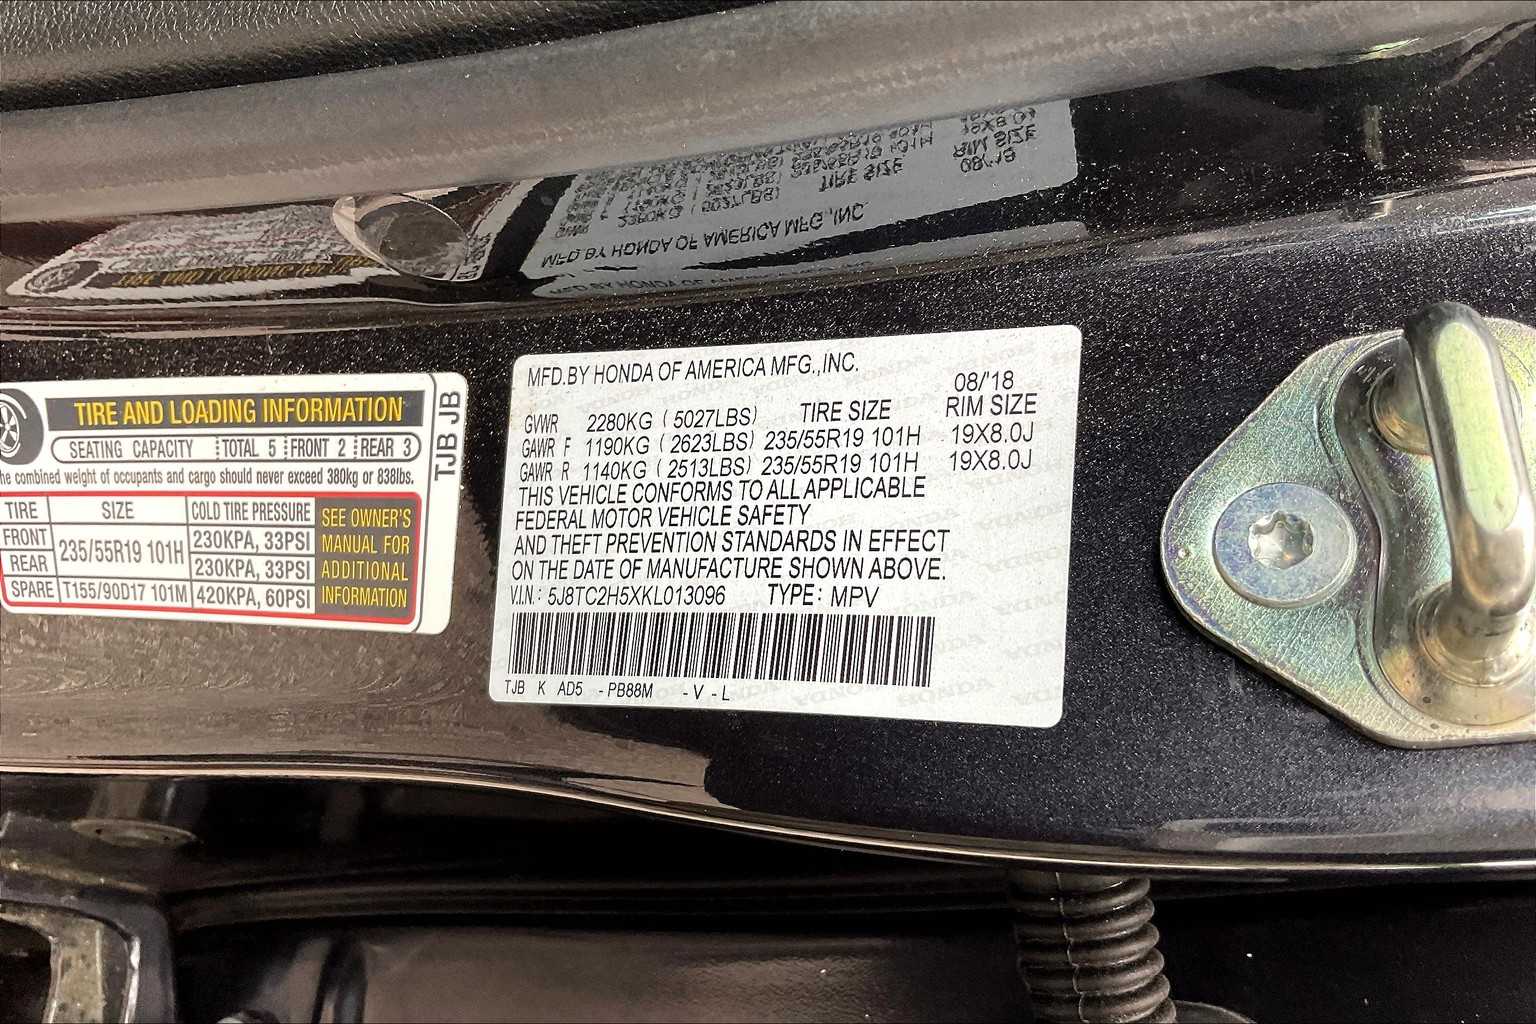 TIRE AND LOADING INFORMATION
SEATING CAPACITY TOTAL 5 FRONT 2 REAR 3
he combined weight of occupants and cargo should never exceed 380kg or 838lbs.
TIRE SIZE COLD TIRE PRESSURE
FRONT 235/55R19 101H 230KPA, 33PSI
REAR 230KPA, 33PSI
SPARE T155/90D17 101M 420KPA, 60PSI
SEE OWNER'S
MANUAL FOR
ADDITIONAL
INFORMATION
TJB JB
MFD.BY HONDA OF AMERICA MFG.,INC.
08/'18
GVWR 2280KG (5027LBS) TIRE SIZE RIM SIZE
GAWR F 1190KG (2623LBS) 235/55R19 101H 19X8.0J
GAWR R 1140KG (2513LBS) 235/55R19 101H 19X8.0J
THIS VEHICLE CONFORMS TO ALL APPLICABLE
FEDERAL MOTOR VEHICLE SAFETY
AND THEFT PREVENTION STANDARDS IN EFFECT
ON THE DATE OF MANUFACTURE SHOWN ABOVE.
V.I.N.: 5J8TC2H5XKL013096 TYPE: MPV
TJB K AD5 -PB88M -V-L